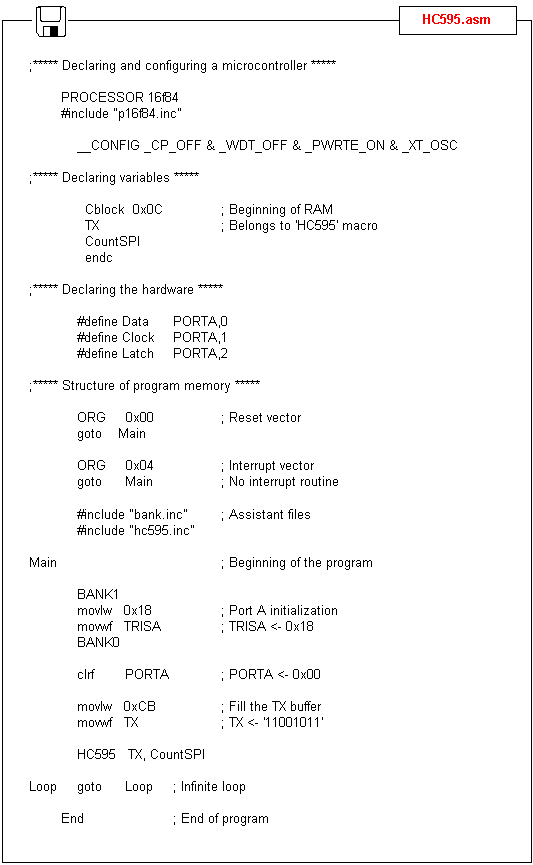 HC595.asm
;***** Declaring and configuring a microcontroller *****
PROCESSOR 16f84
#include "p16f84.inc"
__CONFIG _CP_OFF & _WDT_OFF & _PWRTE_ON & _XT_OSC
;***** Declaring variables *****
Cblock 0x0C ; Beginning of RAM
TX ; Belongs to 'HC595' macro
CountSPI
endc
;***** Declaring the hardware *****
#define Data PORTA,0
#define Clock PORTA,1
#define Latch PORTA,2
;***** Structure of program memory *****
ORG 0x00 ; Reset vector
goto Main
ORG 0x04 ; Interrupt vector
goto Main ; No interrupt routine
#include "bank.inc" ; Assistant files
#include "hc595.inc"
Main ; Beginning of the program
BANK1
movlw 0x18 ; Port A initialization
movwf TRISA ; TRISA <- 0x18
BANK0
clrf PORTA ; PORTA <- 0x00
movlw 0xCB ; Fill the TX buffer
movwf TX ; TX <- '11001011'
HC595 TX, CountSPI
Loop goto Loop ; Infinite loop
End ; End of program